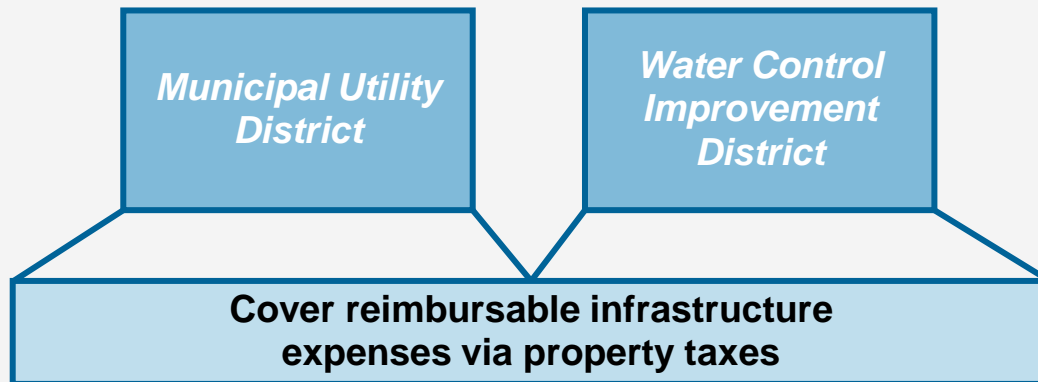 Municipal Utility
District
Water Control
Improvement
District
Cover reimbursable infrastructure
expenses via property taxes